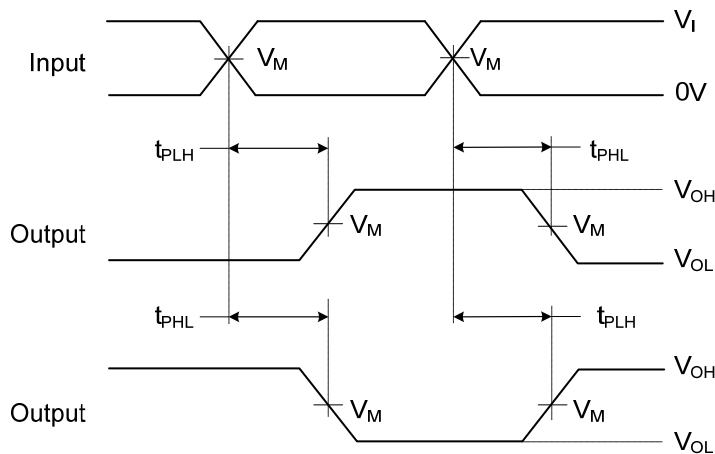 V_I
Input
V_M
V_M
0V
t_PLH
t_PHL
V_OH
Output
V_M
V_M
V_OL
t_PHL
t_PLH
V_OH
Output
V_M
V_M
V_OL